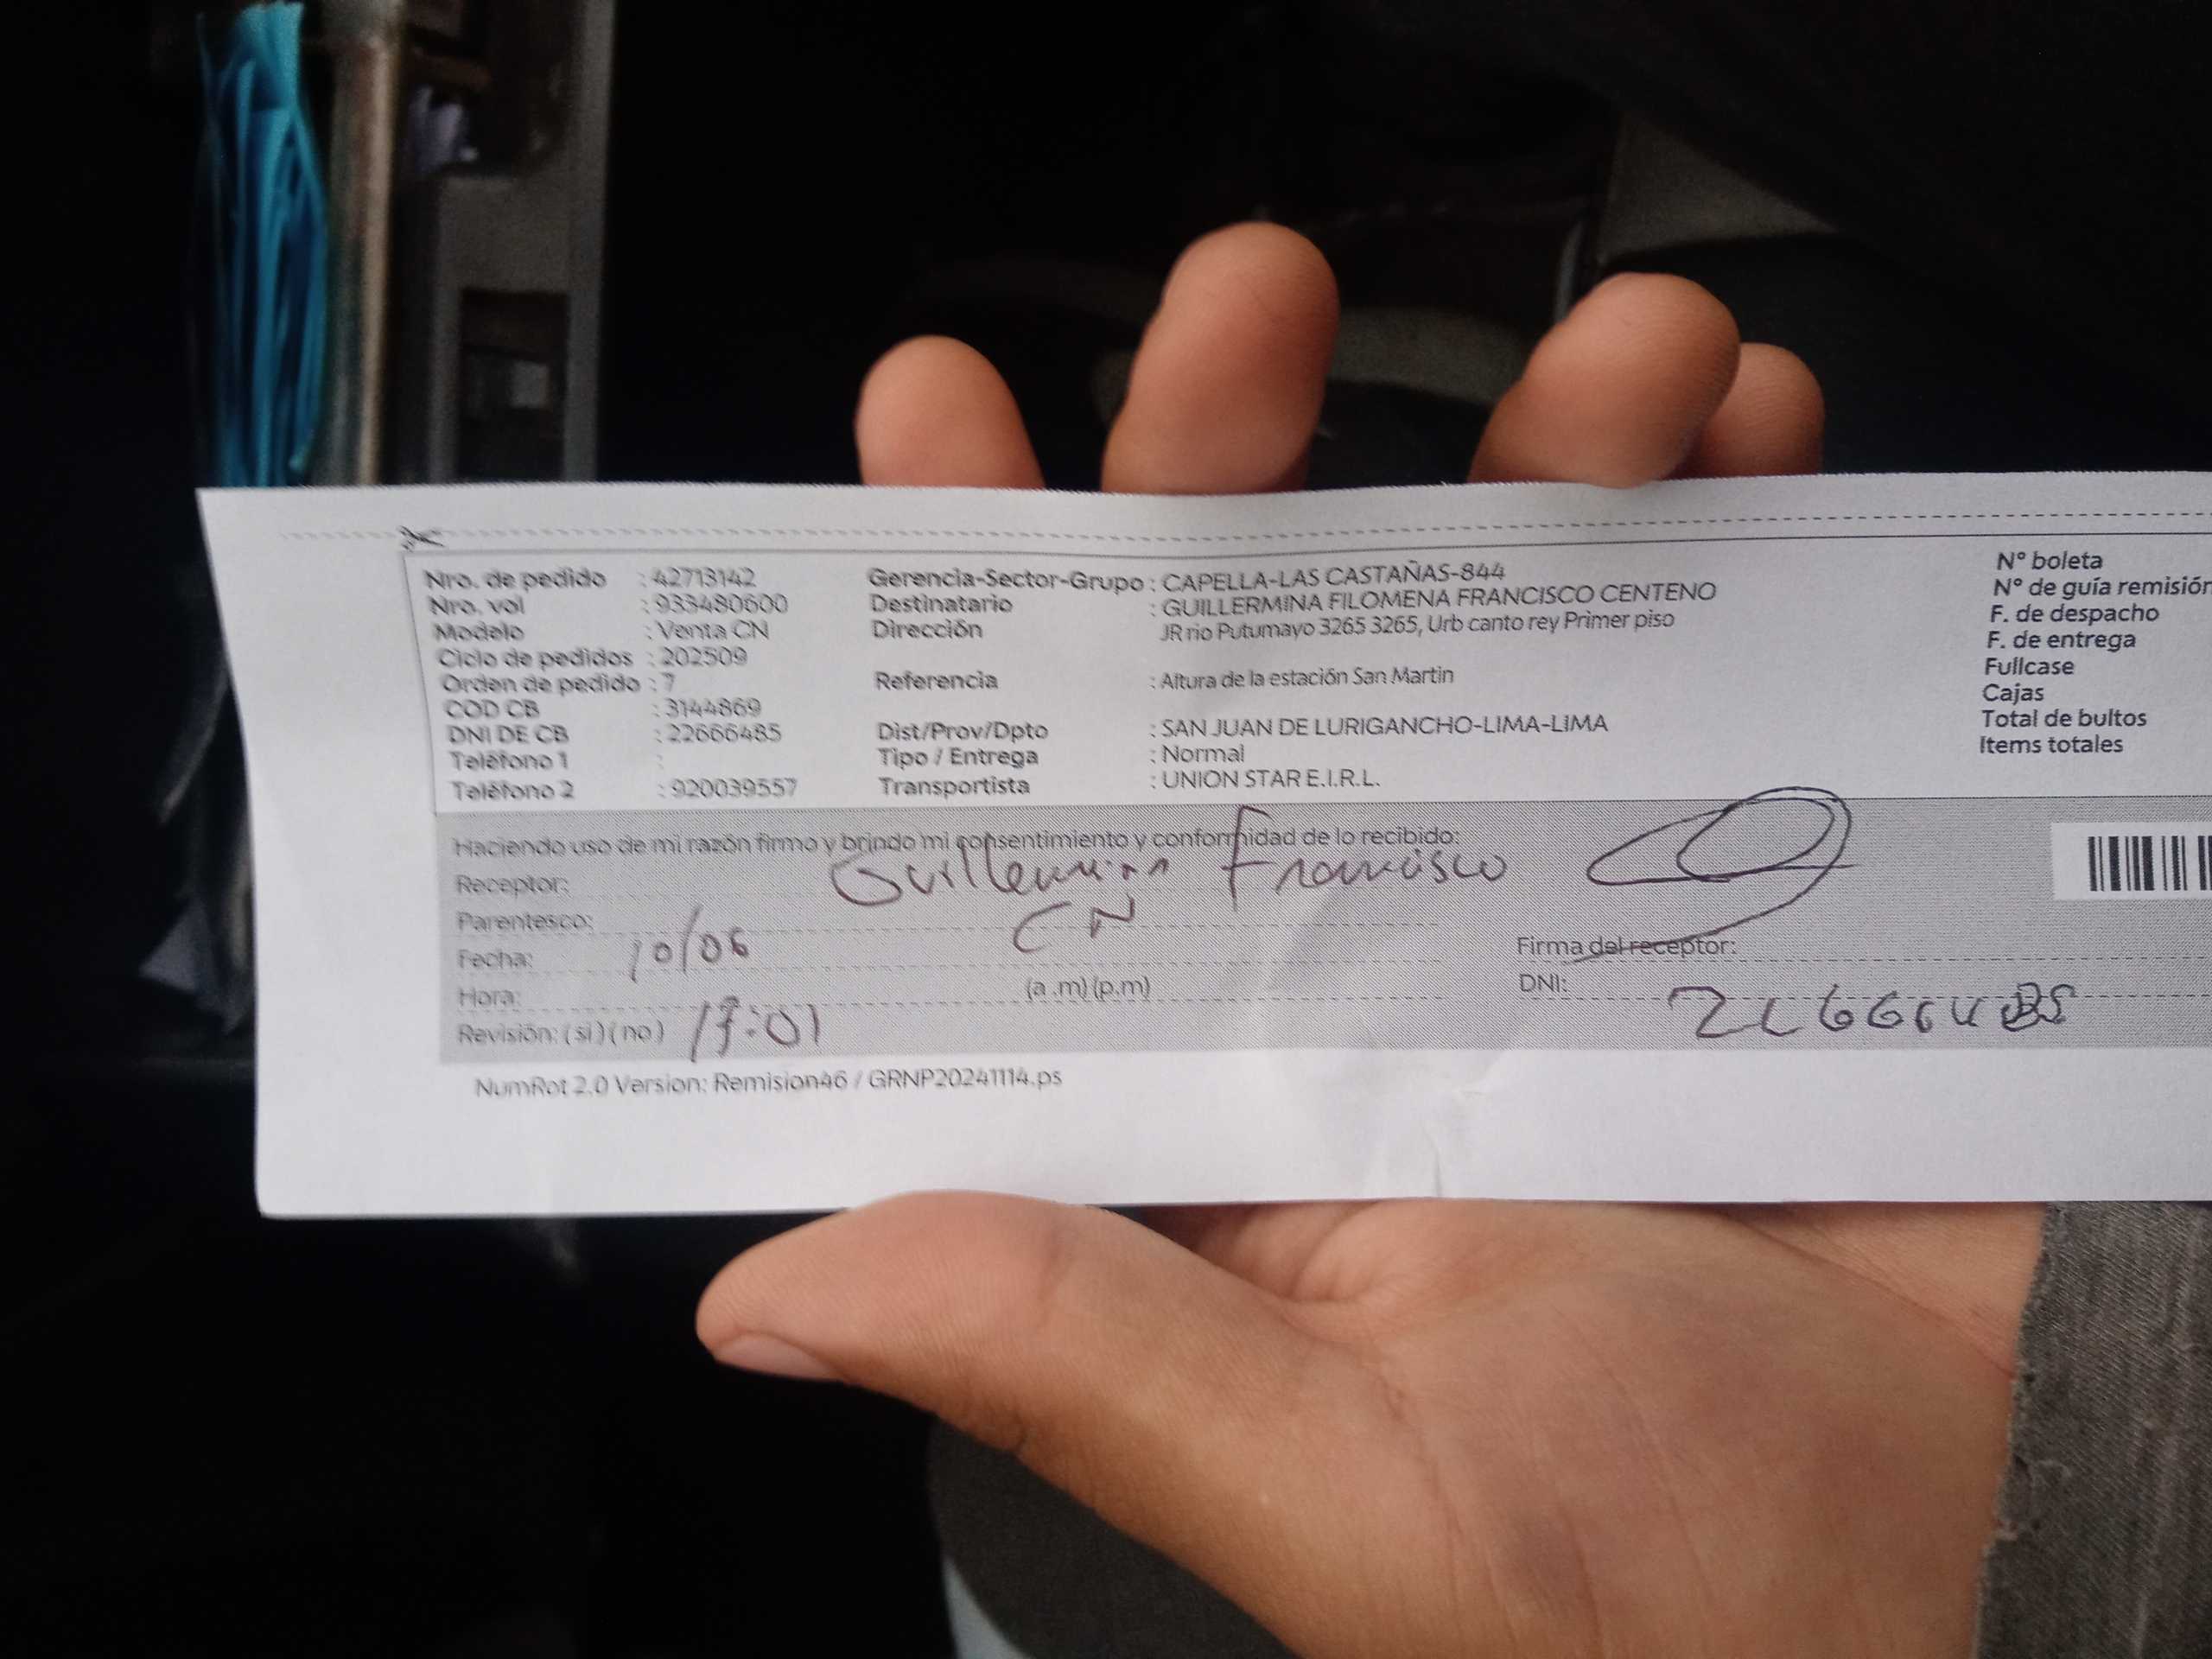 Nro. de pedido : 42713142 Gerencia-Sector-Grupo : CAPELLA-LAS CASTAÑAS-844 N° boleta
Nro. vol : 933480600 Destinatario : GUILLERMINA FILOMENA FRANCISCO CENTENO N° de guía remisión
Modelo : Venta CN Dirección JR rio Putumayo 3265 3265, Urb canto rey Primer piso F. de despacho
Ciclo de pedidos : 202509 F. de entrega
Orden de pedido : 7 Referencia : Altura de la estación San Martin Fullcase
COD CB : 3144869 Cajas
DNI DE CB : 22666485 Dist/Prov/Dpto : SAN JUAN DE LURIGANCHO-LIMA-LIMA Total de bultos
Teléfono 1 : Tipo / Entrega : Normal Items totales
Teléfono 2 : 920039557 Transportista : UNION STAR E.I.R.L.
Haciendo uso de mi razón firmo y brindo mi consentimiento y conformidad de lo recibido:
Receptor: Francisco
Parentesco: CN
Fecha: 10/06 Firma del receptor:
Hora: (a .m) (p.m) DNI:
Revisión: ( si ) ( no ) 17:01
NumRot 2.0 Version: Remision46 / GRNP20241114.ps